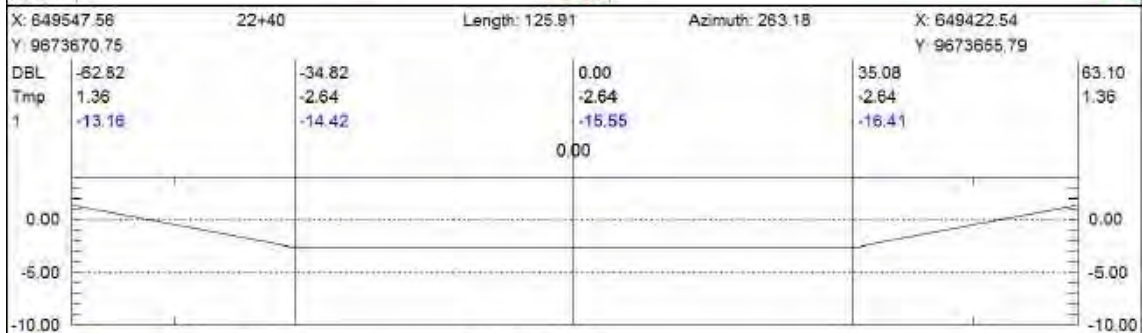 X: 649547.56 22+40 Length: 125.91 Azimuth: 263.18 X: 649422.54
Y: 9673670.75 Y: 9673655.79
DBL -62.82 -34.82 0.00 35.08 63.10
Tmp 1.36 -2.64 -2.64 -2.64 1.36
1 -13.16 -14.42 -15.55 -16.41
0.00
0.00 0.00
-5.00 -5.00
-10.00 -10.00